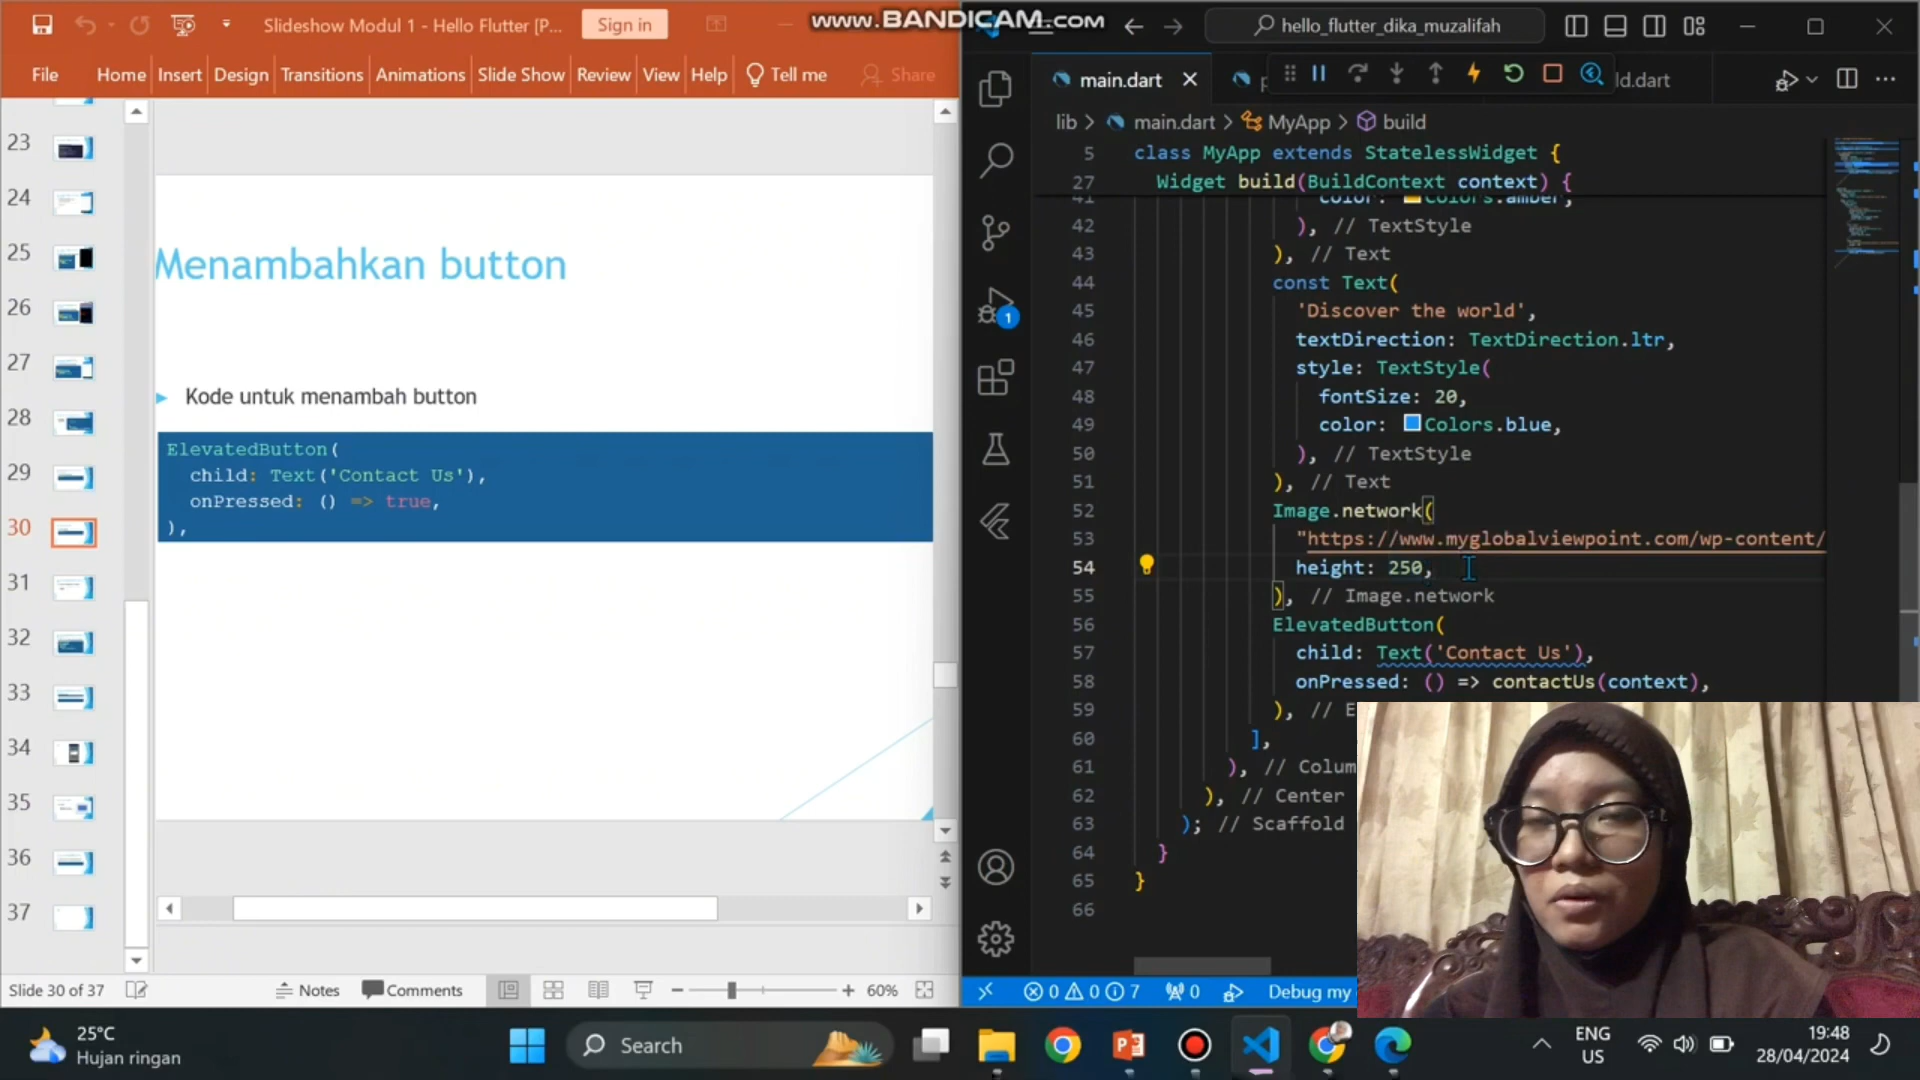 Slideshow Modul 1 - Hello Flutter [P...
Sign in
www.BANDICAM.com
hello_flutter_dika_muzalifah
File
Home
Insert
Design
Transitions
Animations
Slide Show
Review
View
Help
Tell me
Share
main.dart
ld.dart
lib > main.dart > MyApp > build
23
24
25
26
27
28
29
30
31
32
33
34
35
36
37
Menambahkan button
Kode untuk menambah button
ElevatedButton(
child: Text('Contact Us'),
onPressed: () => true,
),
5 class MyApp extends StatelessWidget {
27 Widget build(BuildContext context) {
41 color: Colors.amber,
42 ), // TextStyle
43 ), // Text
44 const Text(
45 'Discover the world',
46 textDirection: TextDirection.ltr,
47 style: TextStyle(
48 fontSize: 20,
49 color: Colors.blue,
50 ), // TextStyle
51 ), // Text
52 Image.network(
53 "https://www.myglobalviewpoint.com/wp-content/
54 height: 250,
55 ), // Image.network
56 ElevatedButton(
57 child: Text('Contact Us'),
58 onPressed: () => contactUs(context),
59 ), // E
60 ],
61 ), // Colum
62 ), // Center
63 ); // Scaffold
64 }
65 }
66
1
Slide 30 of 37
Notes
Comments
60%
0 0 7
0
Debug my
25°C
Hujan ringan
Search
ENG
US
19:48
28/04/2024